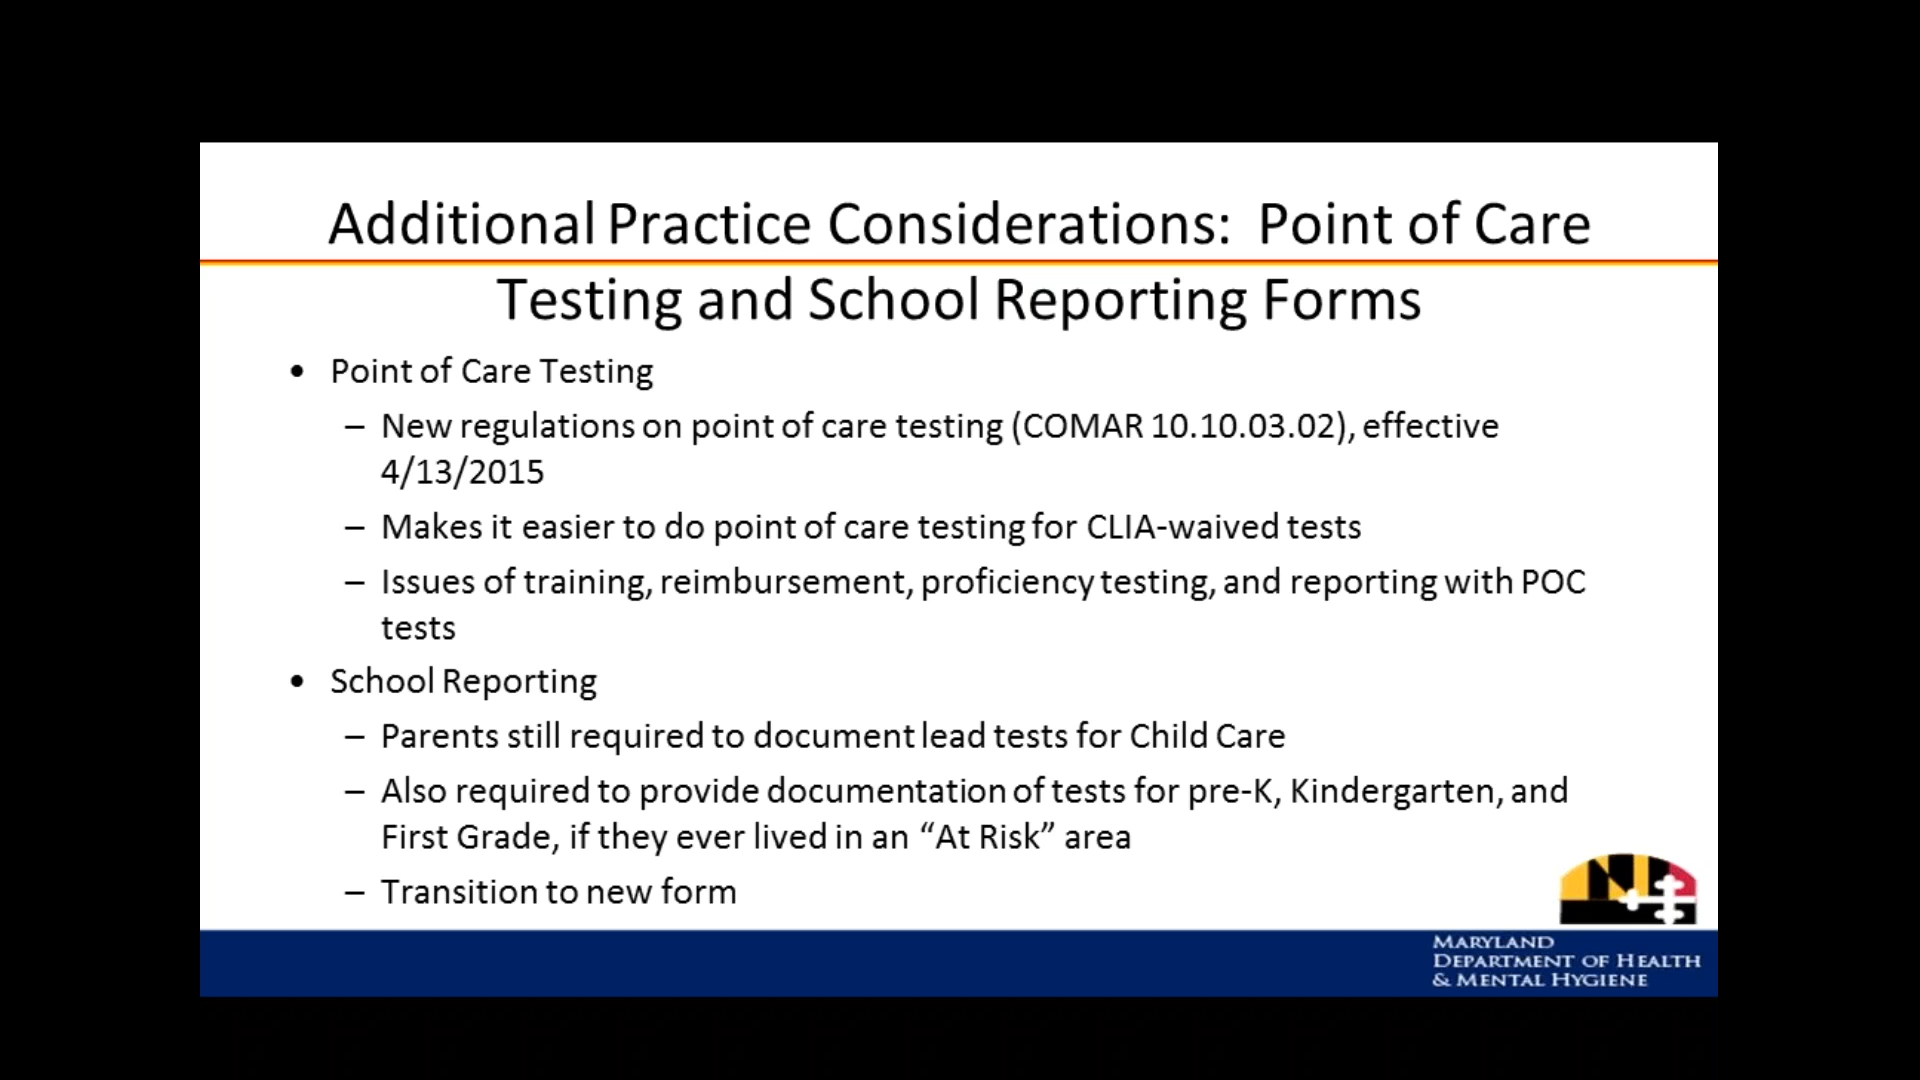 Additional Practice Considerations: Point of Care
Testing and School Reporting Forms
• Point of Care Testing
– New regulations on point of care testing (COMAR 10.10.03.02), effective
4/13/2015
– Makes it easier to do point of care testing for CLIA-waived tests
– Issues of training, reimbursement, proficiency testing, and reporting with POC
tests
• School Reporting
– Parents still required to document lead tests for Child Care
– Also required to provide documentation of tests for pre-K, Kindergarten, and
First Grade, if they ever lived in an “At Risk” area
– Transition to new form
MARYLAND
DEPARTMENT OF HEALTH
& MENTAL HYGIENE